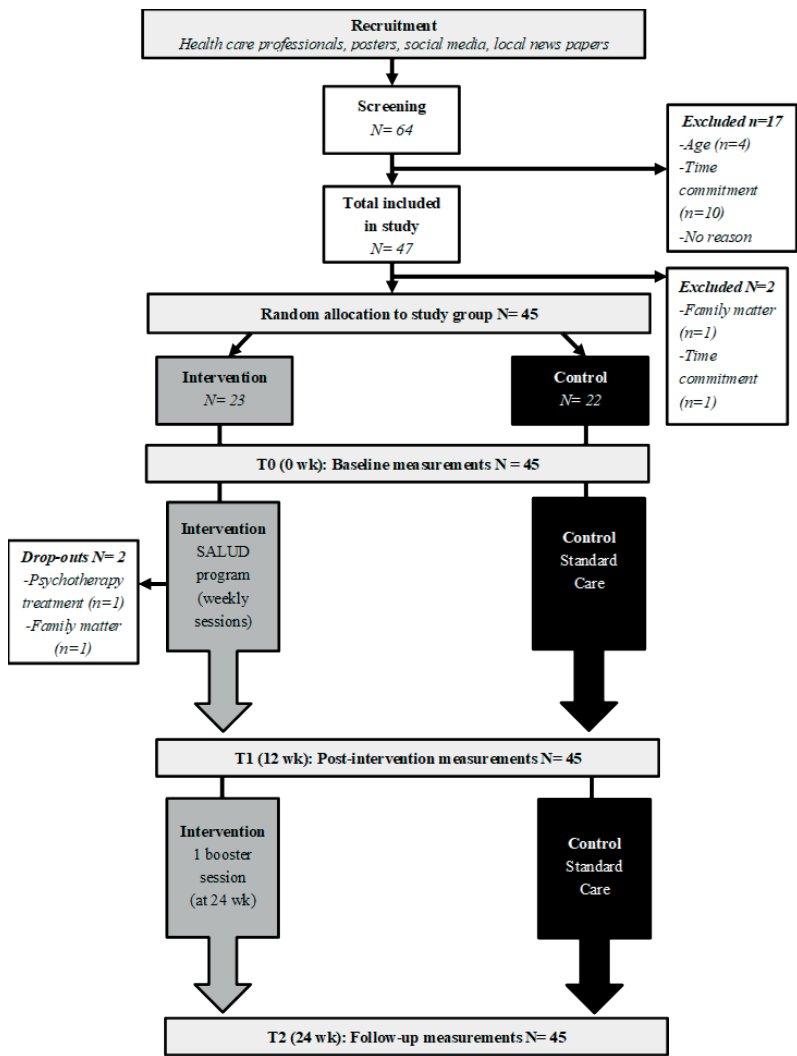 Recruitment
Health care professionals, posters, social media, local news papers
Screening
N= 64
Excluded n=17
-Age (n=4)
-Time
commitment
(n=10)
-No reason
Total included
in study
N= 47
Excluded N=2
-Family matter
(n=1)
-Time
commitment
(n=1)
Random allocation to study group N= 45
Intervention
N= 23
Control
N= 22
T0 (0 wk): Baseline measurements N = 45
Intervention
SALUD
program
(weekly
sessions)
Control
Standard
Care
Drop-outs N= 2
-Psychotherapy
treatment (n=1)
-Family matter
(n=1)
T1 (12 wk): Post-intervention measurements N= 45
Intervention
1 booster
session
(at 24 wk)
Control
Standard
Care
T2 (24 wk): Follow-up measurements N= 45